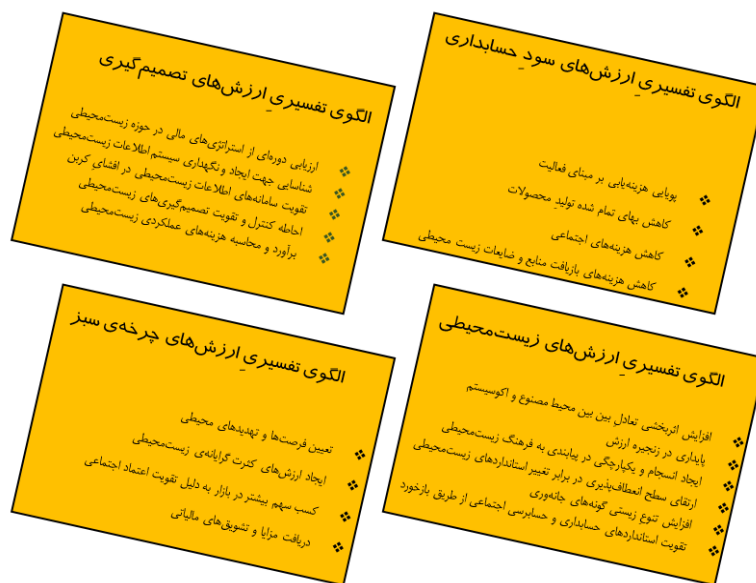 الگوی تفسیریِ ارزش‌های سودِ حسابداری
پویایی هزینه‌یابی بر مبنای فعالیت
کاهش بهای تمام شده تولیدِ محصولات
کاهش هزینه‌های اجتماعی
کاهش هزینه‌های بازیافت منابع و ضایعات زیست محیطی
الگوی تفسیریِ ارزش‌های تصمیم‌گیری
ارزیابی دوره‌ای از استراتژی‌های مالی در حوزه زیست‌محیطی
شناسایی جهت ایجاد و نگهداری سیستم اطلاعات زیست‌محیطی
تقویت سامانه‌های اطلاعات زیست‌محیطی در افشایِ کربن
احاطه کنترل و تقویت تصمیم‌گیری‌های زیست‌محیطی
برآورد و محاسبه هزینه‌های عملکردی زیست‌محیطی
الگوی تفسیریِ ارزش‌های زیست‌محیطی
افزایش اثربخشی تعادلِ بین بین محیط مصنوع و اکوسیستم
پایداری در زنجیره ارزش
ایجاد انسجام و یکپارچگی در پیابندی به فرهنگ زیست‌محیطی
ارتقای سطح انعطاف‌پذیری در برابر تغییر استانداردهای زیست‌محیطی
افزایش تنوعِ زیستی گونه‌های جانه‌وری
تقویت استانداردهای حسابداری و حسابرسی اجتماعی از طریق بازخورد
الگوی تفسیریِ ارزش‌های چرخه‌ی سبز
تعیین فرصت‌ها و تهدیدهای محیطی
ایجاد ارزش‌های کثرت گرایانه‌ی زیست‌محیطی
کسب سهم بیشتر در بازار به دلیل تقویت اعتماد اجتماعی
دریافت مزایا و تشویق‌های مالیاتی